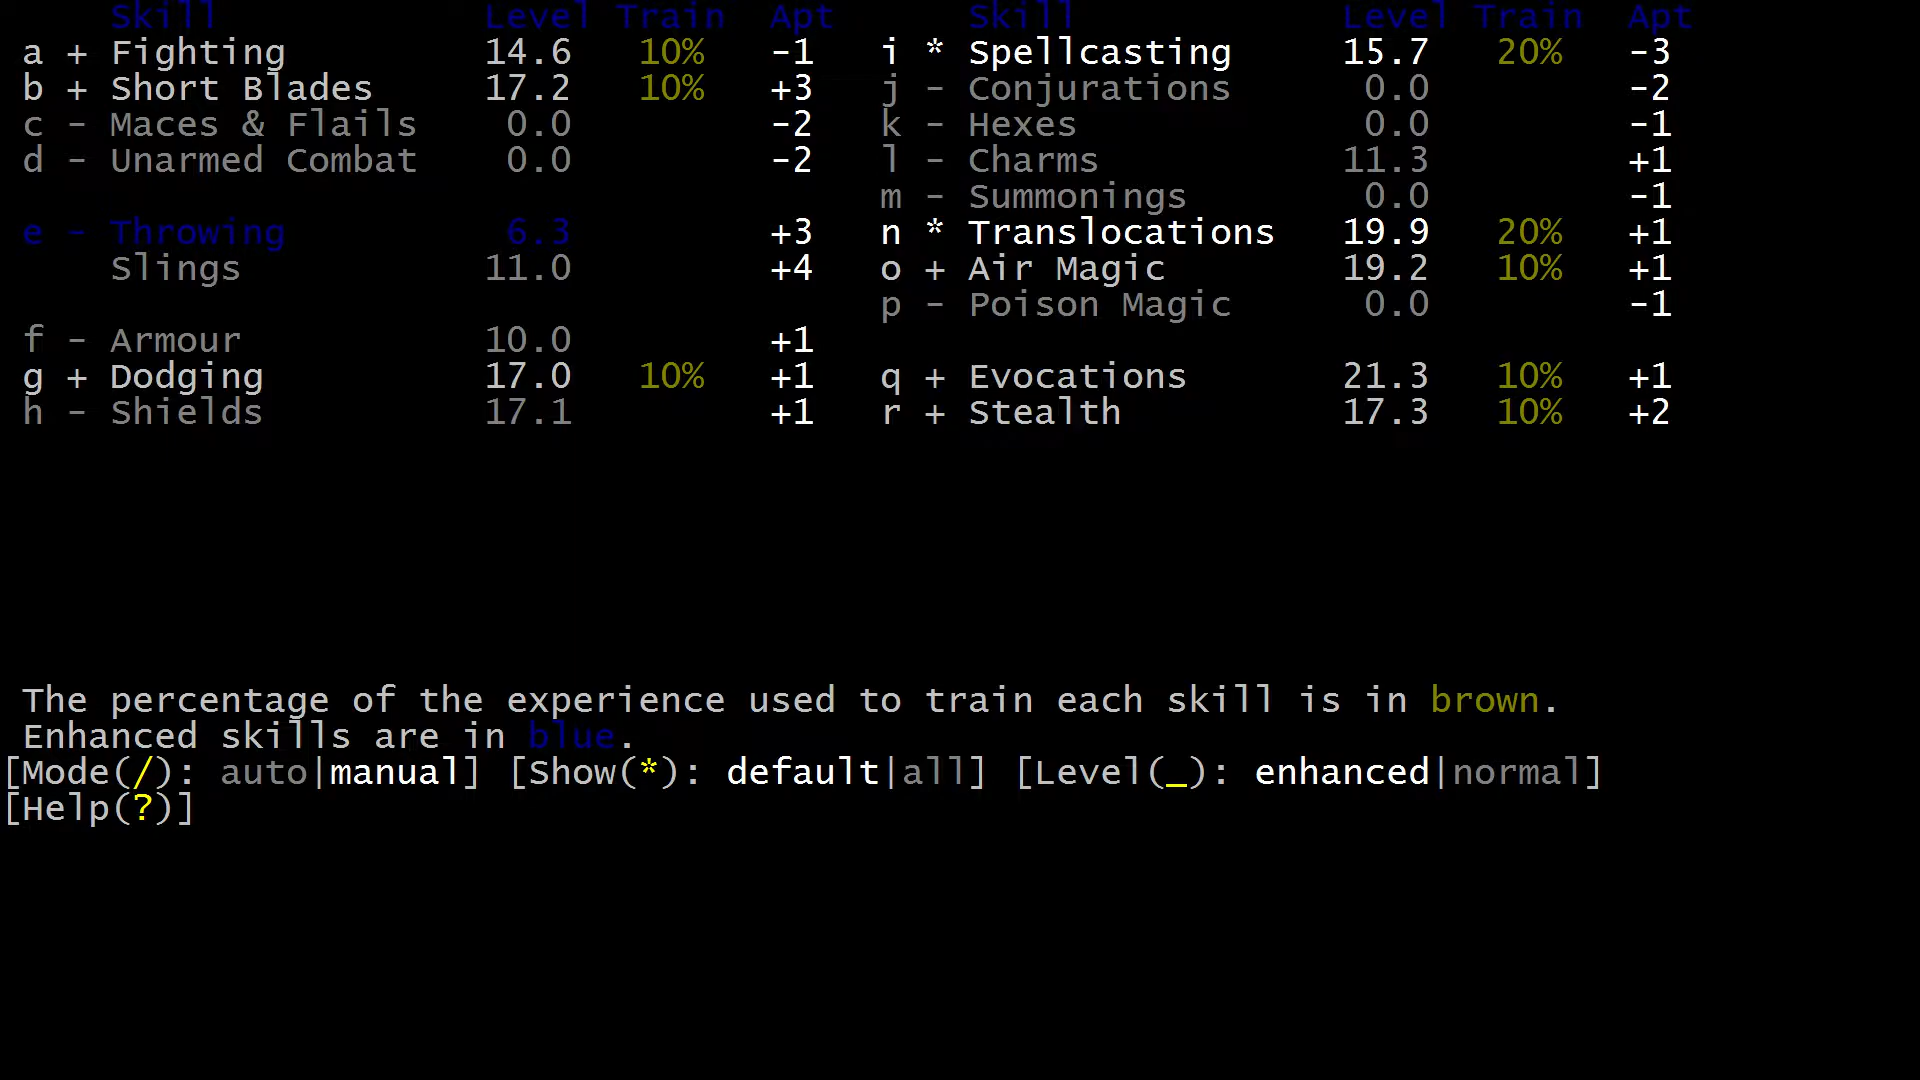 Skill Level Train Apt Skill Level Train Apt
a + Fighting 14.6 10% -1 i * Spellcasting 15.7 20% -3
b + Short Blades 17.2 10% +3 j - Conjurations 0.0 -2
c - Maces & Flails 0.0 -2 k - Hexes 0.0 -1
d - Unarmed Combat 0.0 -2 l - Charms 11.3 +1
m - Summonings 0.0 -1
e - Throwing 6.3 +3 n * Translocations 19.9 20% +1
Slings 11.0 +4 o + Air Magic 19.2 10% +1
p - Poison Magic 0.0 -1
f - Armour 10.0 +1
g + Dodging 17.0 10% +1 q + Evocations 21.3 10% +1
h - Shields 17.1 +1 r + Stealth 17.3 10% +2
The percentage of the experience used to train each skill is in brown.
Enhanced skills are in blue.
[Mode(/): auto|manual] [Show(*): default|all] [Level(_): enhanced|normal]
[Help(?)]